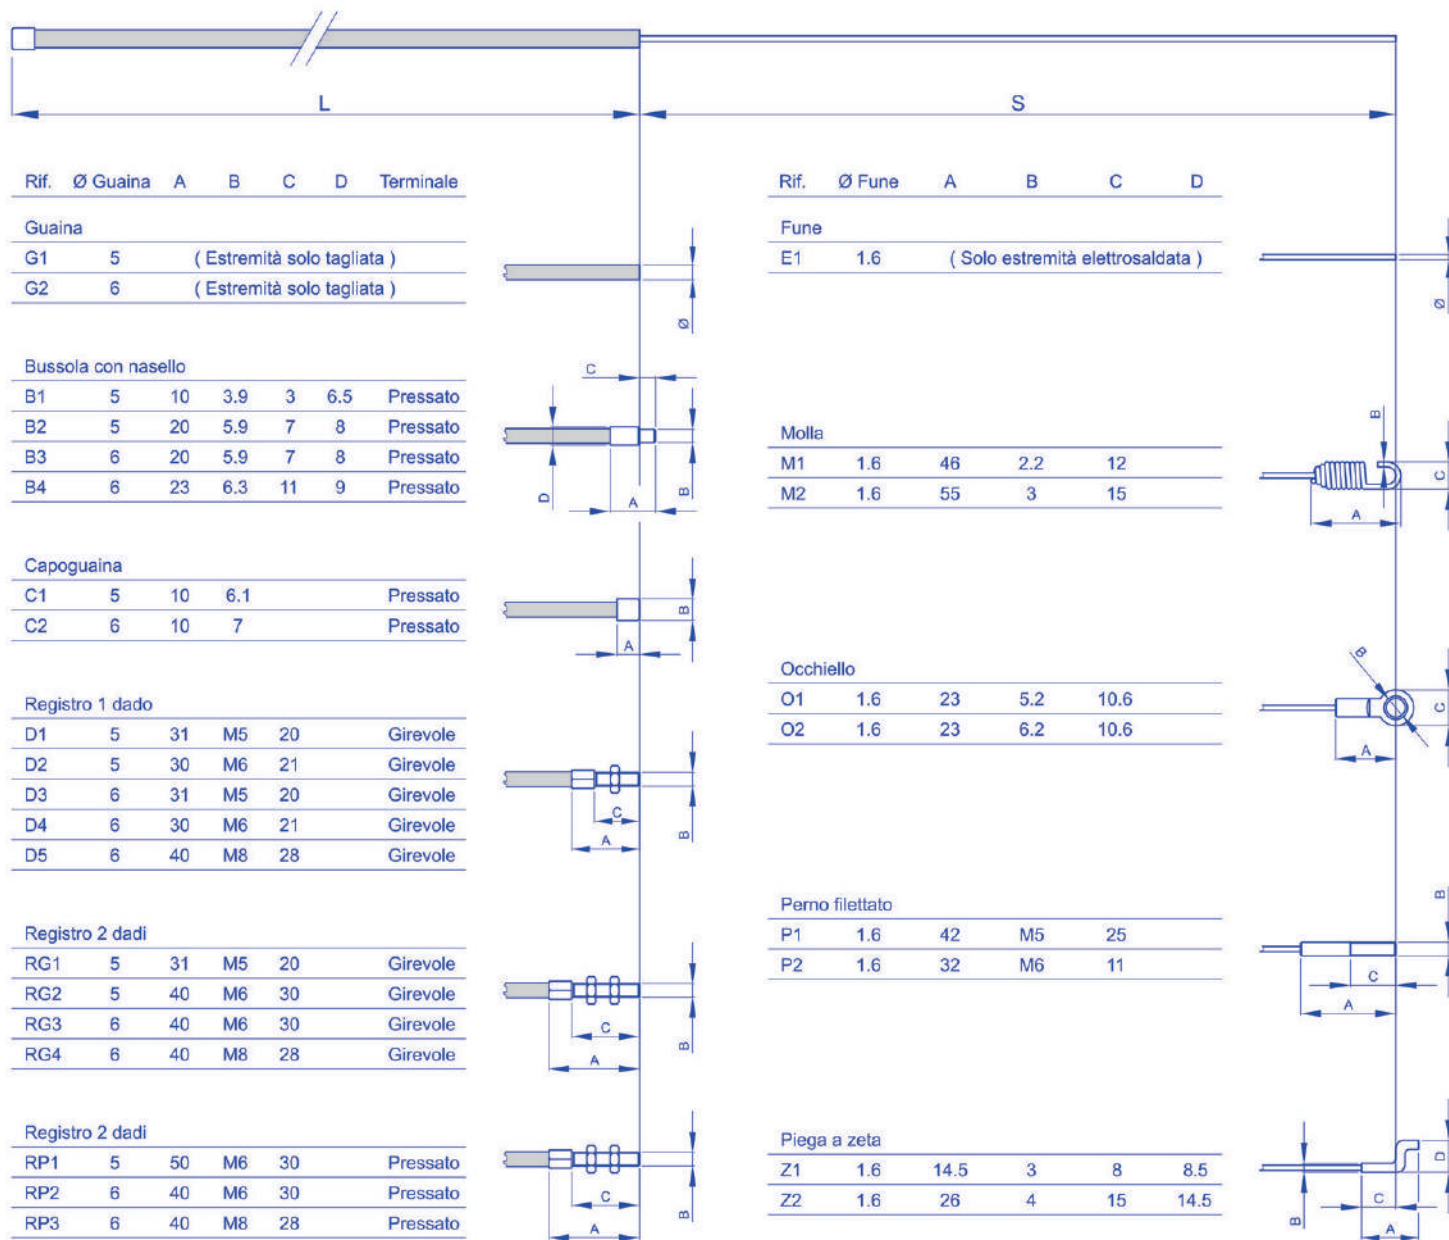 L
S
Rif. Ø Guaina A B C D Terminale
Guaina
G1 5 ( Estremità solo tagliata )
G2 6 ( Estremità solo tagliata )
Ø
Bussola con nasello
B1 5 10 3.9 3 6.5 Pressato
B2 5 20 5.9 7 8 Pressato
B3 6 20 5.9 7 8 Pressato
B4 6 23 6.3 11 9 Pressato
C
D
A
B
Capoguaina
C1 5 10 6.1 Pressato
C2 6 10 7 Pressato
B
A
Registro 1 dado
D1 5 31 M5 20 Girevole
D2 5 30 M6 21 Girevole
D3 6 31 M5 20 Girevole
D4 6 30 M6 21 Girevole
D5 6 40 M8 28 Girevole
C
A
B
Registro 2 dadi
RG1 5 31 M5 20 Girevole
RG2 5 40 M6 30 Girevole
RG3 6 40 M6 30 Girevole
RG4 6 40 M8 28 Girevole
C
A
B
Registro 2 dadi
RP1 5 50 M6 30 Pressato
RP2 6 40 M6 30 Pressato
RP3 6 40 M8 28 Pressato
C
A
B
Rif. Ø Fune A B C D
Fune
E1 1.6 ( Solo estremità elettrosaldata )
Ø
Molla
M1 1.6 46 2.2 12
M2 1.6 55 3 15
B
C
A
Occhiello
O1 1.6 23 5.2 10.6
O2 1.6 23 6.2 10.6
B
C
A
Perno filettato
P1 1.6 42 M5 25
P2 1.6 32 M6 11
B
C
A
Piega a zeta
Z1 1.6 14.5 3 8 8.5
Z2 1.6 26 4 15 14.5
D
C
B
A